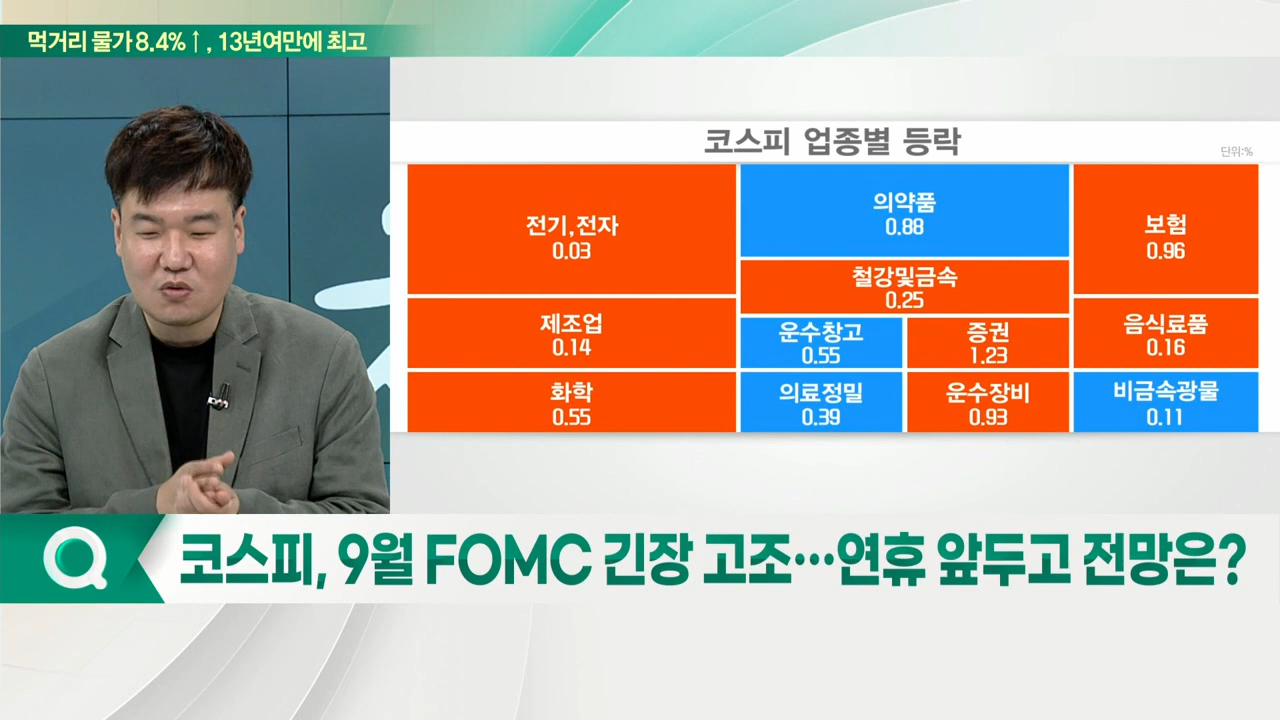 먹거리 물가 8.4%↑, 13년여만에 최고
코스피 업종별 등락
단위:%
전기,전자
0.03
의약품
0.88
보험
0.96
철강및금속
0.25
제조업
0.14
운수창고
0.55
증권
1.23
음식료품
0.16
화학
0.55
의료정밀
0.39
운수장비
0.93
비금속광물
0.11
코스피, 9월 FOMC 긴장 고조…연휴 앞두고 전망은?